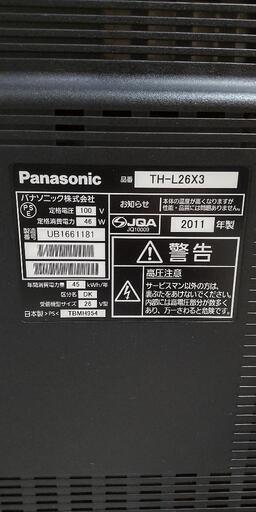 Panasonic
品番 TH-L26X3
パナソニック株式会社
定格電圧 100 V
定格消費電力 46 W
製造番号 UB1661181
お知らせ
本体の温度が高くなりますが
性能・品質には問題ありません。
JQA
JQ10009
2011 年製
警告
高圧注意
サービスマン以外の方は、
裏ぶたをあけないでください。
内部には高電圧部分が数多く
あり、万一さわると危険です。
年間消費電力量 45 kWh/年
区分名 DK
受信機型サイズ 26 V型
日本製 >PS< TBMH954